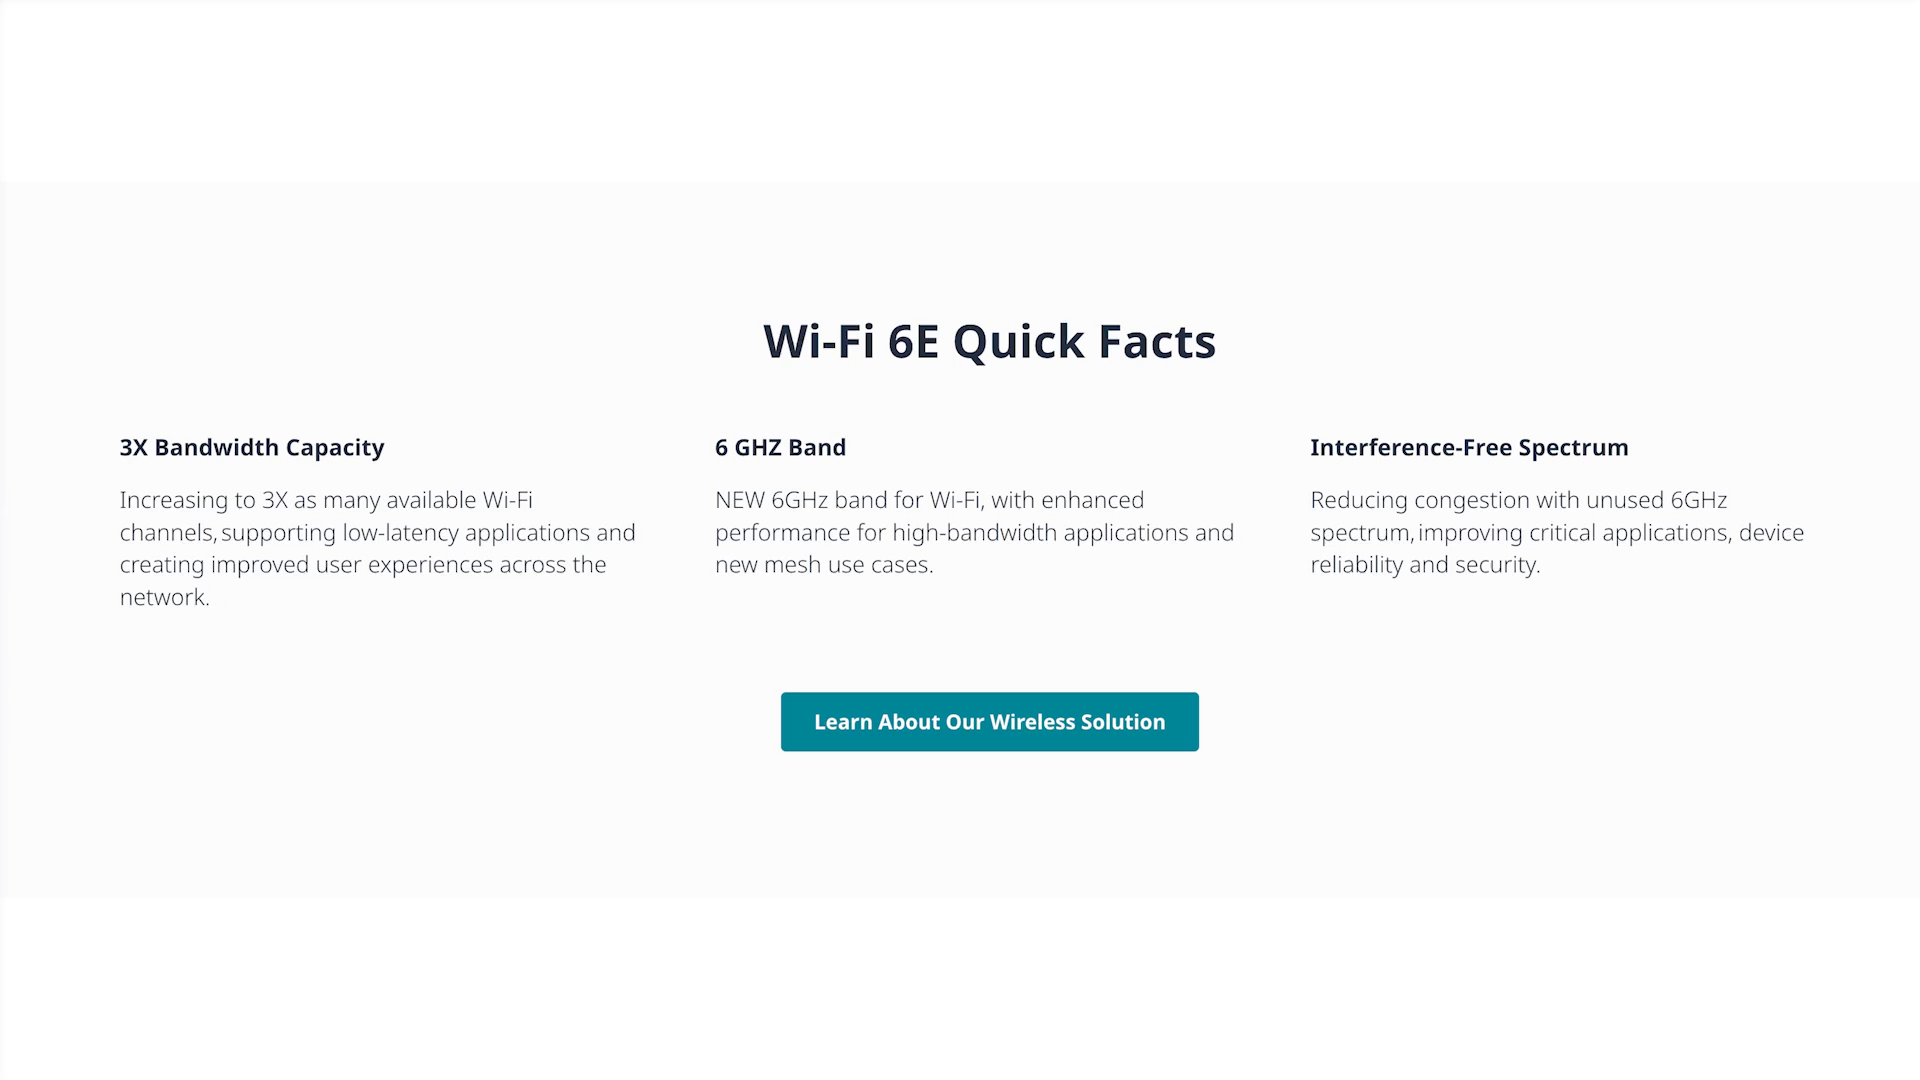 Wi-Fi 6E Quick Facts
3X Bandwidth Capacity
Increasing to 3X as many available Wi-Fi
channels, supporting low-latency applications and
creating improved user experiences across the
network.
6 GHZ Band
NEW 6GHz band for Wi-Fi, with enhanced
performance for high-bandwidth applications and
new mesh use cases.
Interference-Free Spectrum
Reducing congestion with unused 6GHz
spectrum, improving critical applications, device
reliability and security.
Learn About Our Wireless Solution